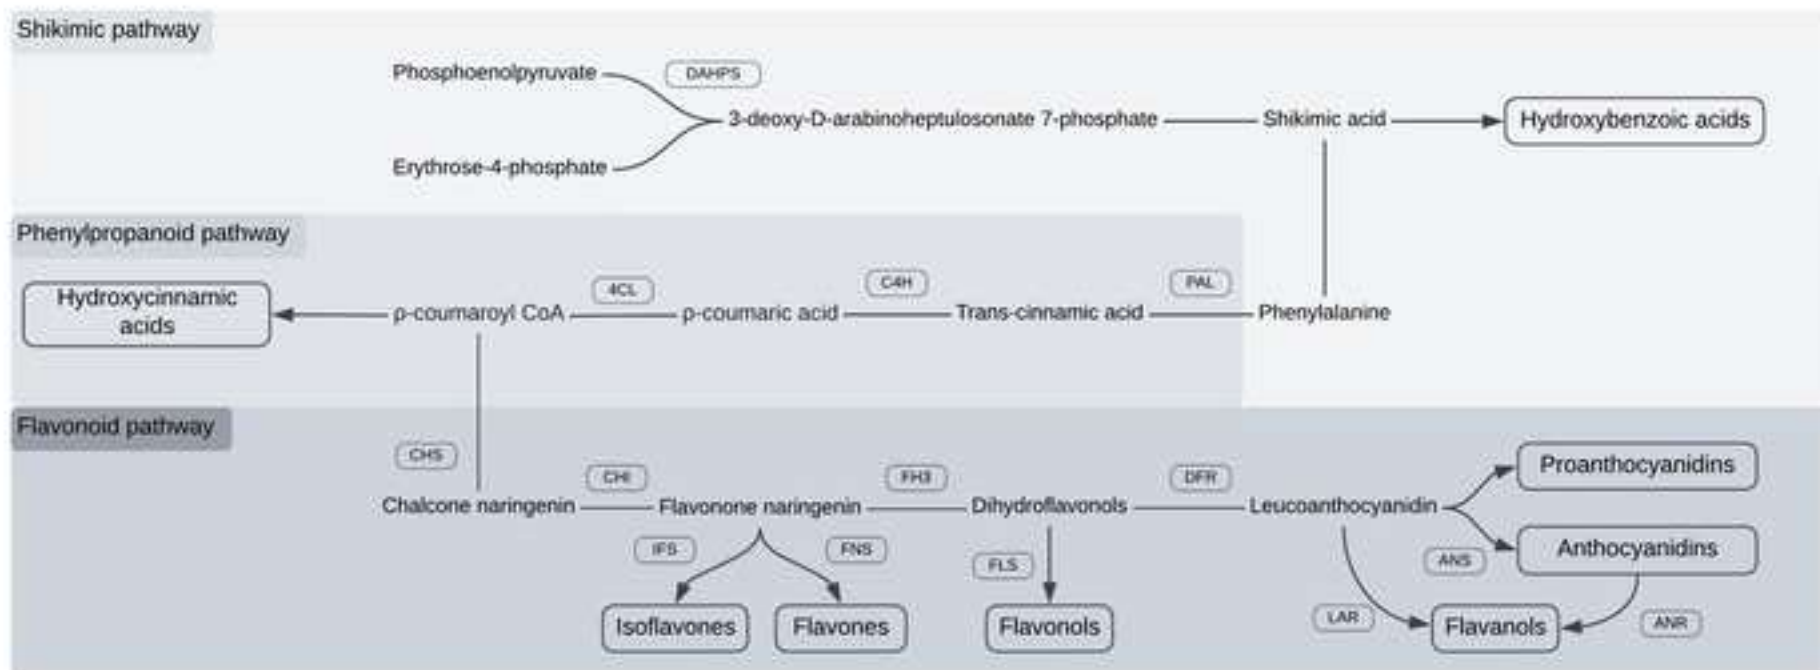 Shikimic pathway
Phosphoenolpyruvate
DAHPS
3-deoxy-D-arabinoheptulosonate 7-phosphate
Shikimic acid
Hydroxybenzoic acids
Erythrose-4-phosphate
Phenylpropanoid pathway
Hydroxycinnamic
acids
ρ-coumaroyl CoA
4CL
ρ-coumaric acid
C4H
Trans-cinnamic acid
PAL
Phenylalanine
Flavonoid pathway
CHS
Chalcone naringenin
CHI
Flavonone naringenin
FH3
Dihydroflavonols
DFR
Leucoanthocyanidin
Proanthocyanidins
Anthocyanidins
IFS
FNS
FLS
ANS
Isoflavones
Flavones
Flavonols
LAR
Flavanols
ANR